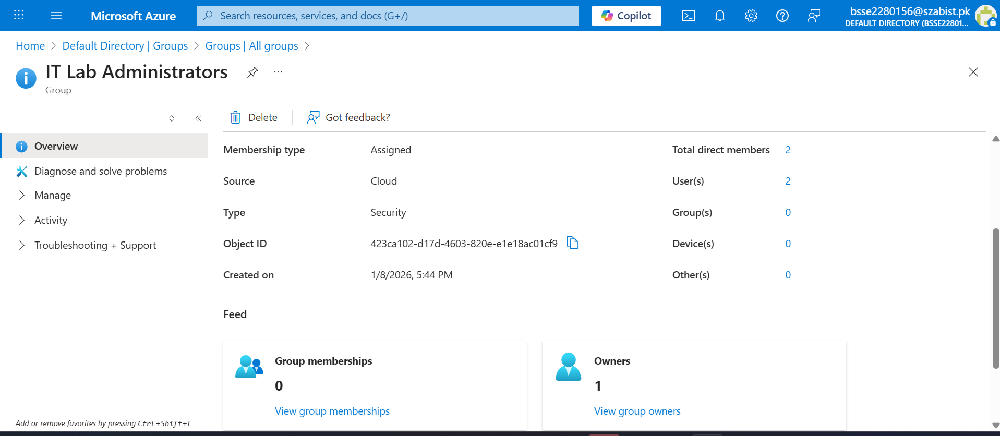 Microsoft Azure
Search resources, services, and docs (G+/)
Copilot
bsse2280156@szabist.pk
DEFAULT DIRECTORY (BSSE22801...
Home > Default Directory | Groups > Groups | All groups >
IT Lab Administrators
...
Group
Delete
Got feedback?
Overview
Diagnose and solve problems
Manage
Activity
Troubleshooting + Support
Add or remove favorites by pressing Ctrl+Shift+F
Membership type Assigned
Source Cloud
Type Security
Object ID 423ca102-d17d-4603-820e-e1e18ac01cf9
Created on 1/8/2026, 5:44 PM
Total direct members 2
User(s) 2
Group(s) 0
Device(s) 0
Other(s) 0
Feed
Group memberships
0
View group memberships
Owners
1
View group owners